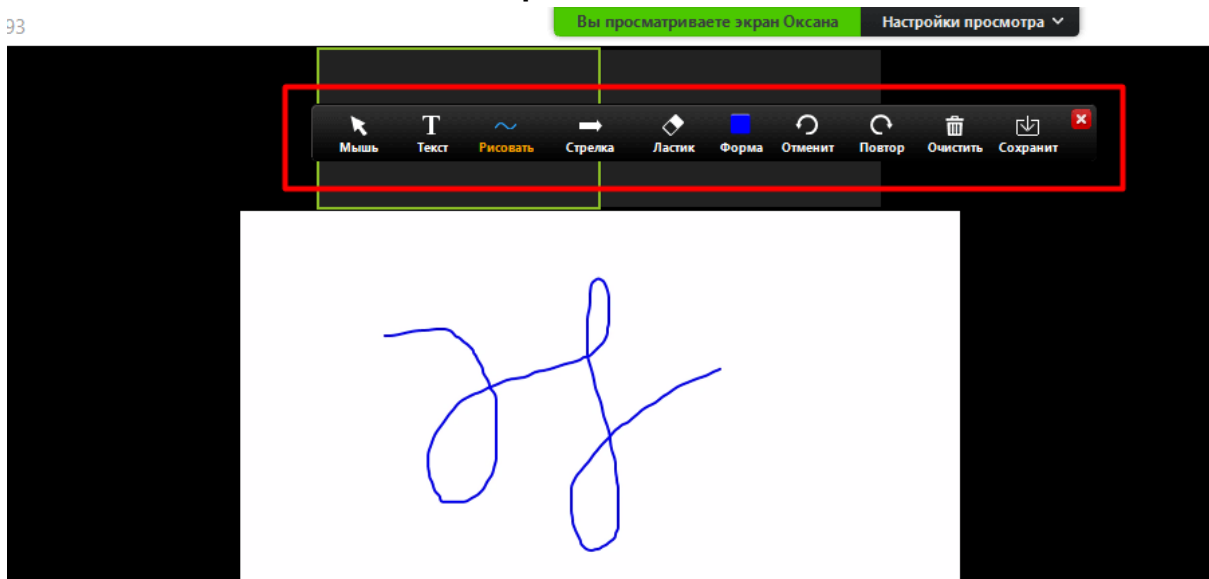 93
Вы просматриваете экран Оксана Настройки просмотра
Мышь Текст Рисовать Стрелка Ластик Форма Отменит Повтор Очистить Сохранит